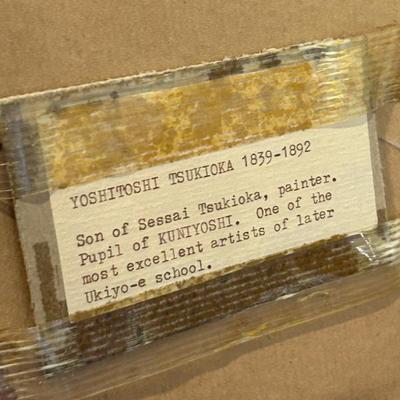 YOSHITOSHI TSUKIOKA 1839-1892
Son of Sessai Tsukioka, painter.
Pupil of KUNIYOSHI. One of the
most excellent artists of later
Ukiyo-e school.